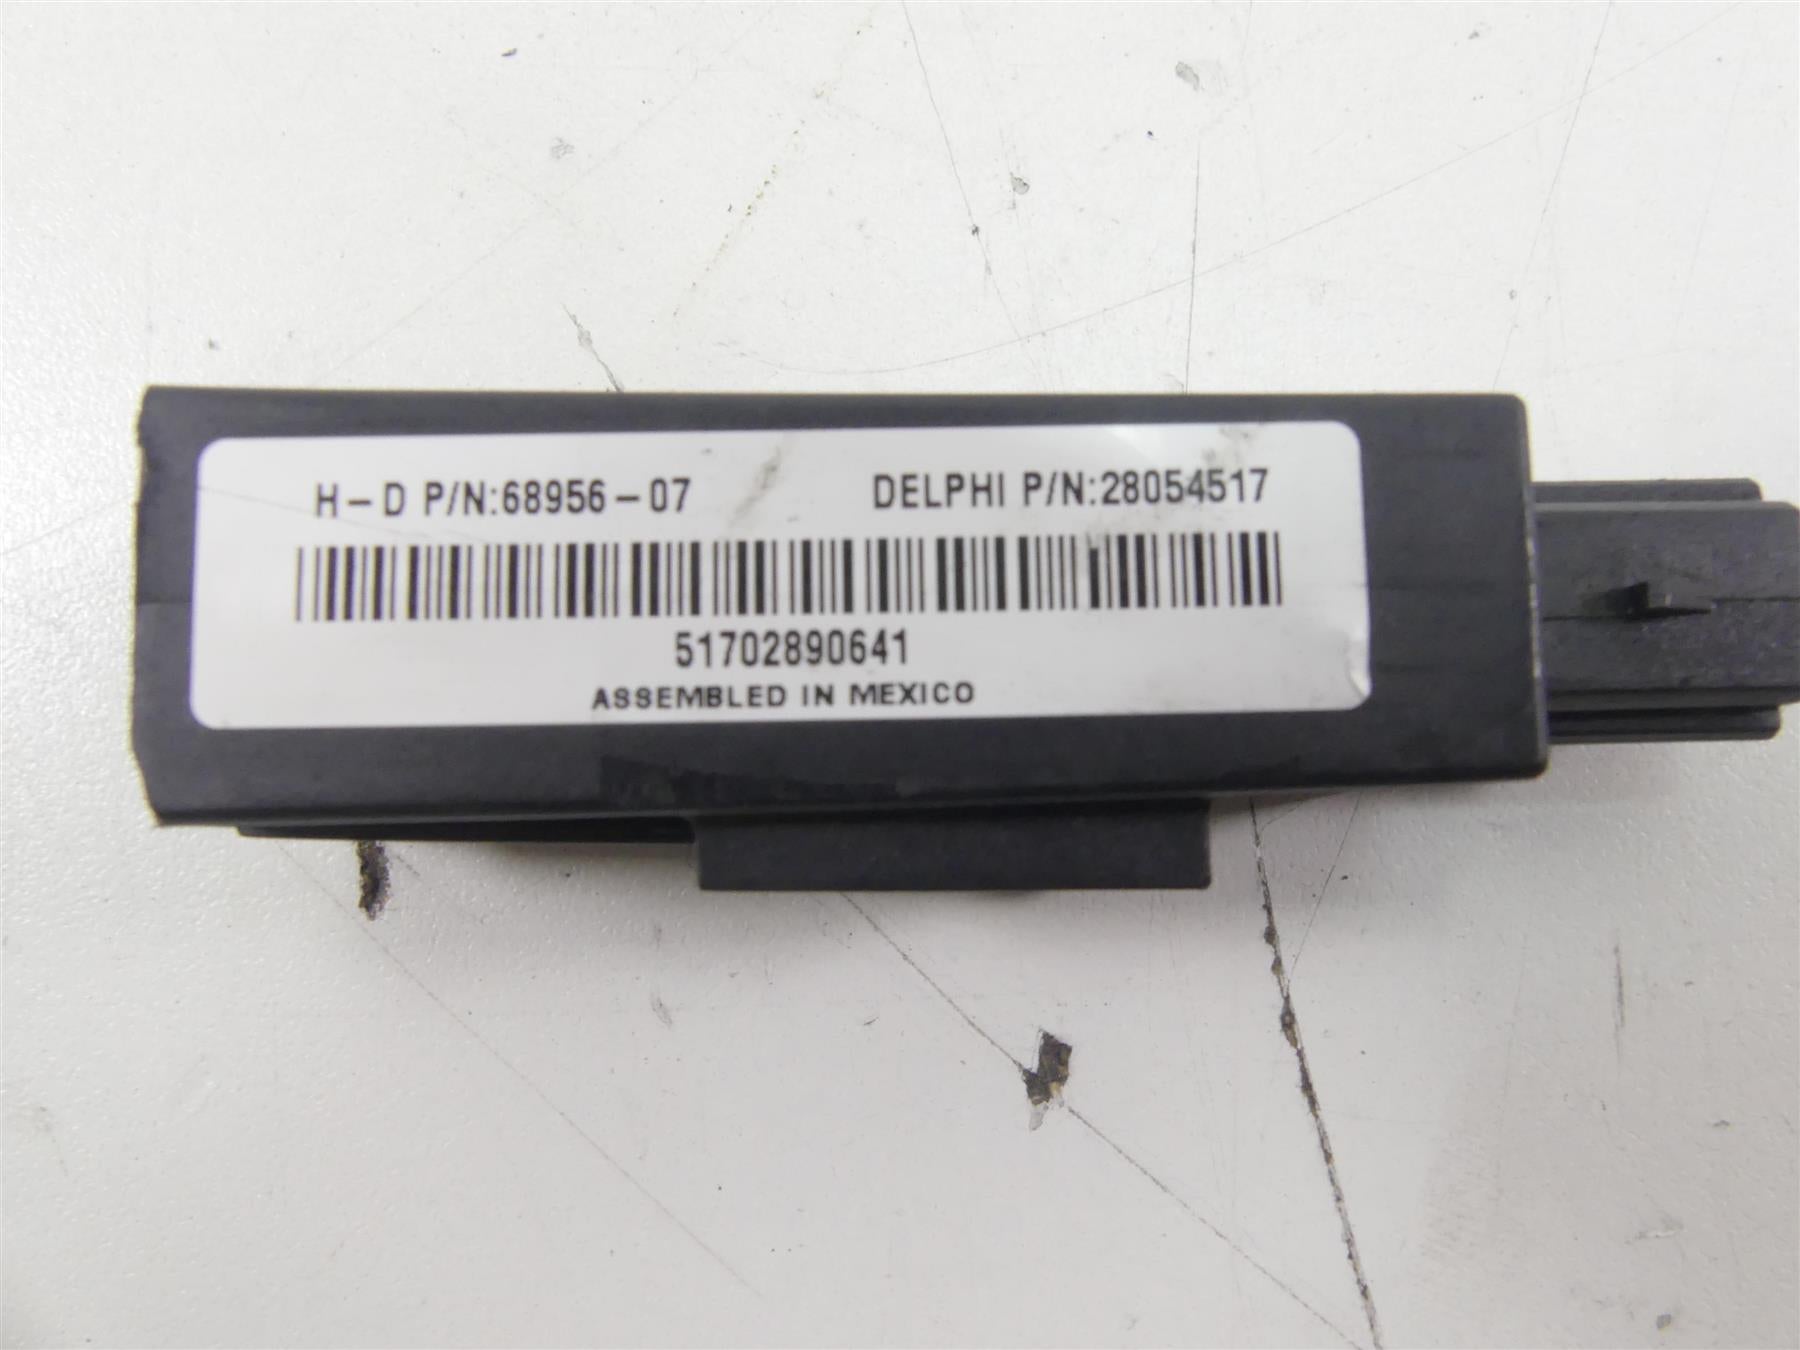 H-D P/N:68956-07 DELPHI P/N:28054517
51702890641
ASSEMBLED IN MEXICO